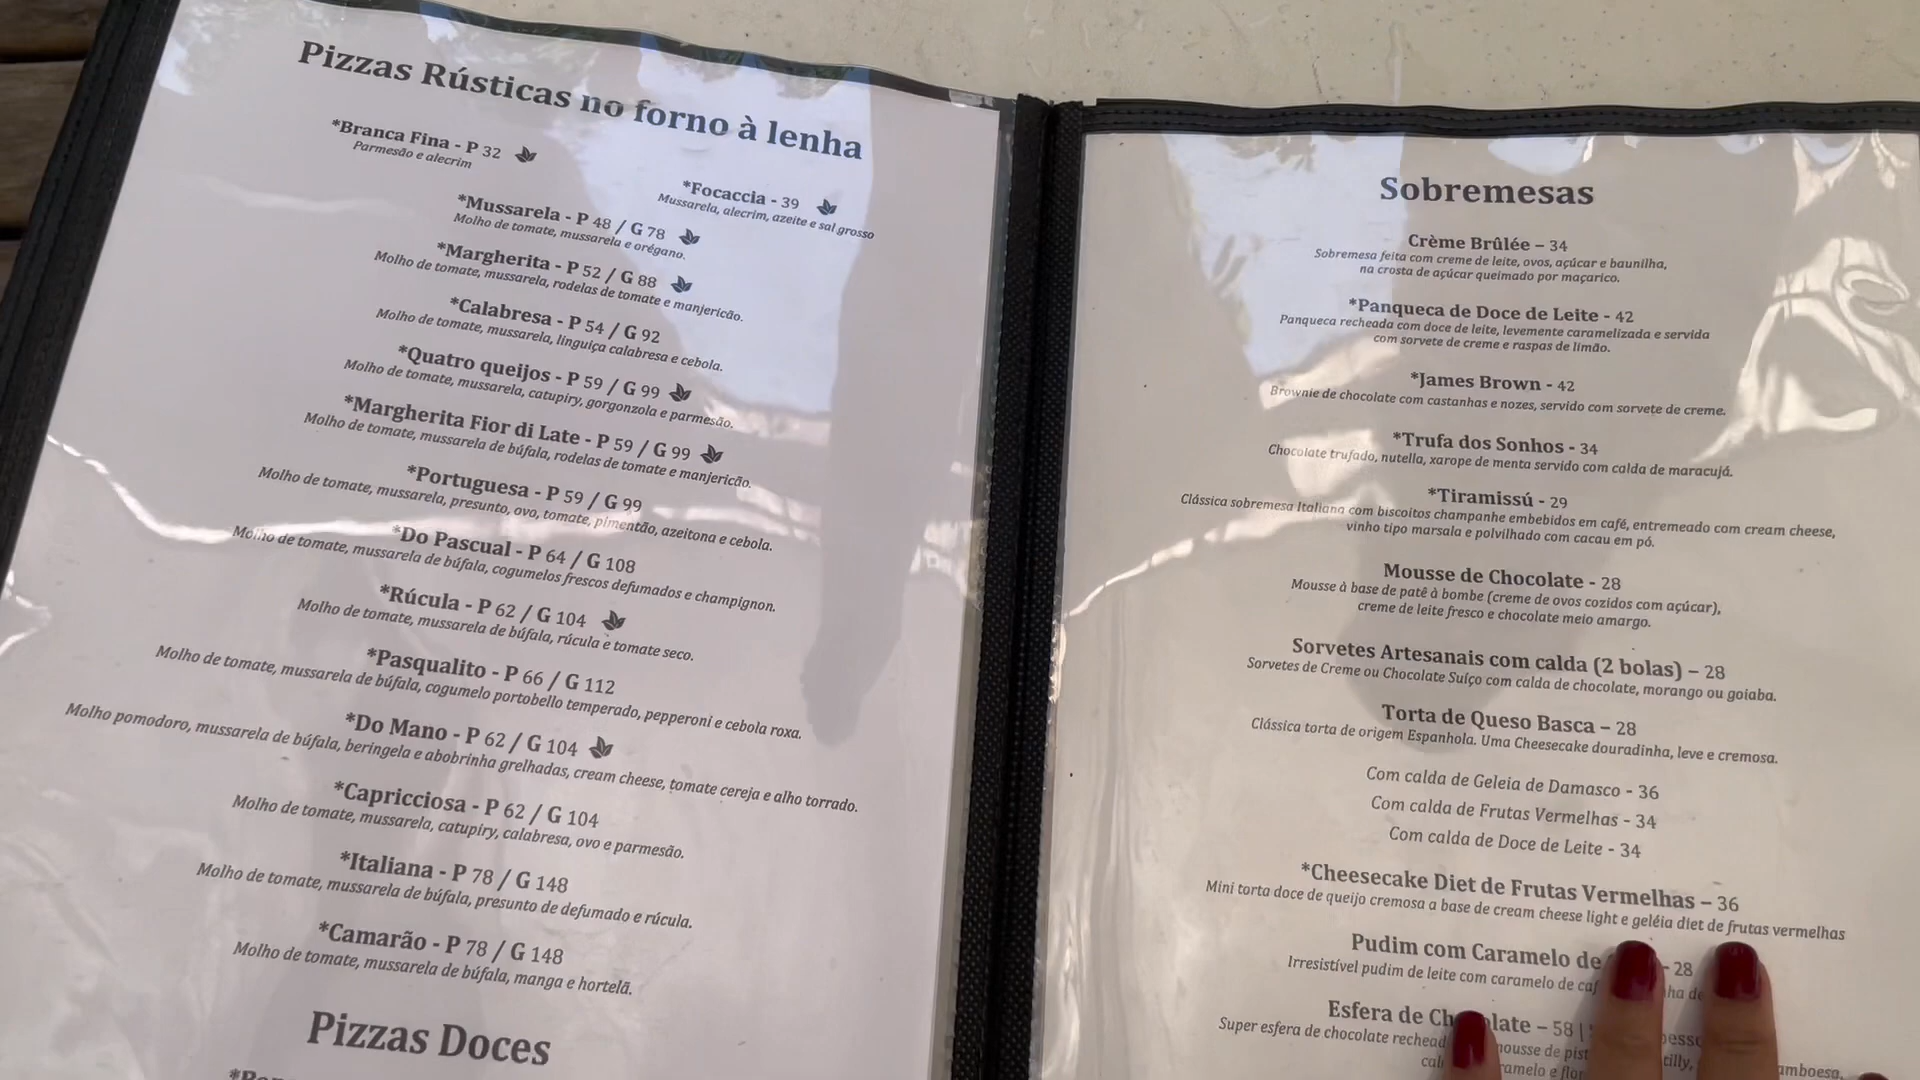 Pizzas Rústicas no forno à lenha
*Branca Fina - P 32
Parmesão e alecrim
*Focaccia - 39
Mussarela, alecrim, azeite e sal grosso
*Mussarela - P 48 / G 78
Molho de tomate, mussarela e orégano.
*Margherita - P 52 / G 88
Molho de tomate, mussarela, rodelas de tomate e manjericão.
*Calabresa - P 54 / G 92
Molho de tomate, mussarela, linguiça calabresa e cebola.
*Quatro queijos - P 59 / G 99
Molho de tomate, mussarela, catupiry, gorgonzola e parmesão.
*Margherita Fior di Late - P 59 / G 99
Molho de tomate, mussarela de búfala, rodelas de tomate e manjericão.
*Portuguesa - P 59 / G 99
Molho de tomate, mussarela, presunto, ovo, tomate, pimentão, azeitona e cebola.
*Do Pascual - P 64 / G 108
Molho de tomate, mussarela de búfala, cogumelos frescos defumados e champignon.
*Rúcula - P 62 / G 104
Molho de tomate, mussarela de búfala, rúcula e tomate seco.
*Pasqualito - P 66 / G 112
Molho de tomate, mussarela de búfala, cogumelo portobello temperado, pepperoni e cebola roxa.
*Do Mano - P 62 / G 104
Molho pomodoro, mussarela de búfala, beringela e abobrinha grelhadas, cream cheese, tomate cereja e alho torrado.
*Capricciosa - P 62 / G 104
Molho de tomate, mussarela, catupiry, calabresa, ovo e parmesão.
*Italiana - P 78 / G 148
Molho de tomate, mussarela de búfala, presunto de defumado e rúcula.
*Camarão - P 78 / G 148
Molho de tomate, mussarela de búfala, manga e hortelã.
Pizzas Doces
Sobremesas
Crème Brûlée – 34
Sobremesa feita com creme de leite, ovos, açúcar e baunilha,
na crosta de açúcar queimado por maçarico.
*Panqueca de Doce de Leite - 42
Panqueca recheada com doce de leite, levemente caramelizada e servida
com sorvete de creme e raspas de limão.
*James Brown - 42
Brownie de chocolate com castanhas e nozes, servido com sorvete de creme.
*Trufa dos Sonhos - 34
Chocolate trufado, nutella, xarope de menta servido com calda de maracujá.
*Tiramissú - 29
Clássica sobremesa Italiana com biscoitos champanhe embebidos em café, entremeado com cream cheese,
vinho tipo marsala e polvilhado com cacau em pó.
Mousse de Chocolate - 28
Mousse à base de patê à bombe (creme de ovos cozidos com açúcar),
creme de leite fresco e chocolate meio amargo.
Sorvetes Artesanais com calda (2 bolas) – 28
Sorvetes de Creme ou Chocolate Suíço com calda de chocolate, morango ou goiaba.
Torta de Queso Basca – 28
Clássica torta de origem Espanhola. Uma Cheesecake douradinha, leve e cremosa.
Com calda de Geleia de Damasco - 36
Com calda de Frutas Vermelhas - 34
Com calda de Doce de Leite - 34
*Cheesecake Diet de Frutas Vermelhas – 36
Mini torta doce de queijo cremosa a base de cream cheese light e geléia diet de frutas vermelhas
Pudim com Caramelo de - 28
Irresistível pudim de leite com caramelo de
Esfera de – 58 |
Super esfera de chocolate mousse de